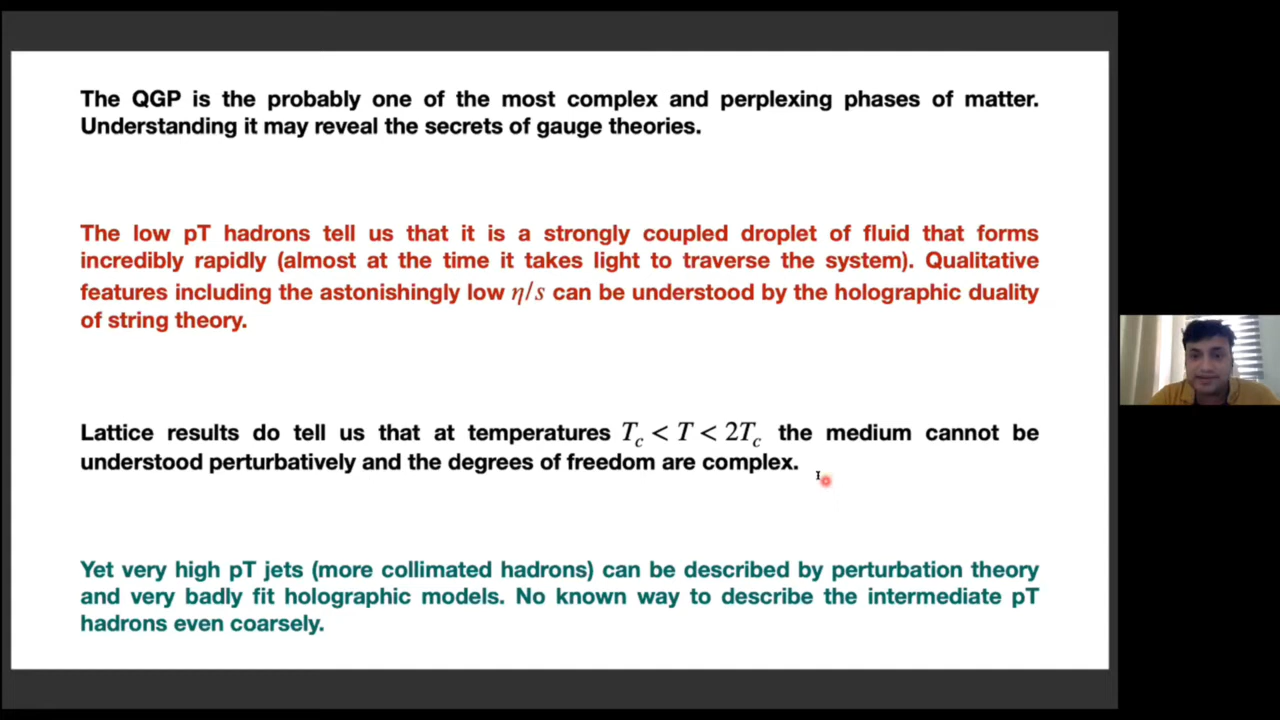 The QGP is the probably one of the most complex and perplexing phases of matter.
Understanding it may reveal the secrets of gauge theories.
The low pT hadrons tell us that it is a strongly coupled droplet of fluid that forms
incredibly rapidly (almost at the time it takes light to traverse the system). Qualitative
features including the astonishingly low η/s can be understood by the holographic duality
of string theory.
Lattice results do tell us that at temperatures T_c < T < 2T_c the medium cannot be
understood perturbatively and the degrees of freedom are complex.
Yet very high pT jets (more collimated hadrons) can be described by perturbation theory
and very badly fit holographic models. No known way to describe the intermediate pT
hadrons even coarsely.